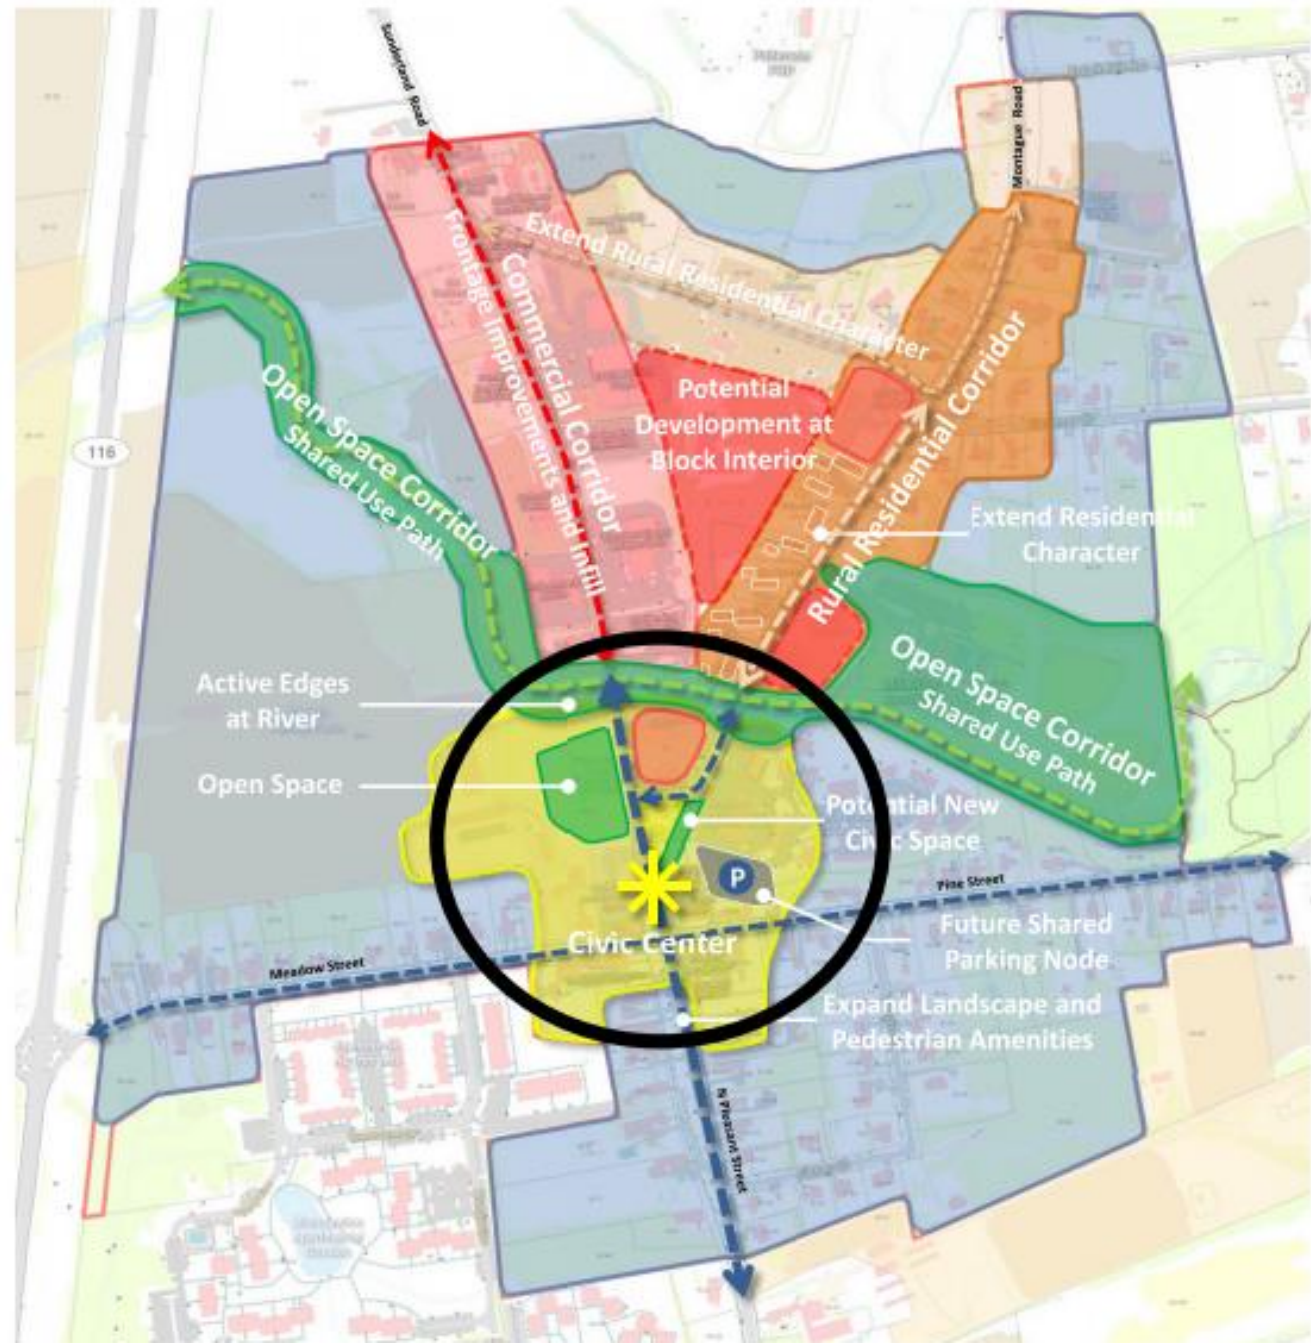 Sunderland Road
Montague Road
Extend Rural Residential Character
Commercial Corridor
Frontage Improvements and Infill
Potential
Development at
Block Interior
Rural Residential Corridor
116
Open Space Corridor
Shared Use Path
Extend Residential
Character
Open Space Corridor
Shared Use Path
Active Edges
at River
Open Space
Potential New
Civic Space
P
Pine Street
Civic Center
Future Shared
Parking Node
Meadow Street
Expand Landscape and
Pedestrian Amenities
N Pleasant Street